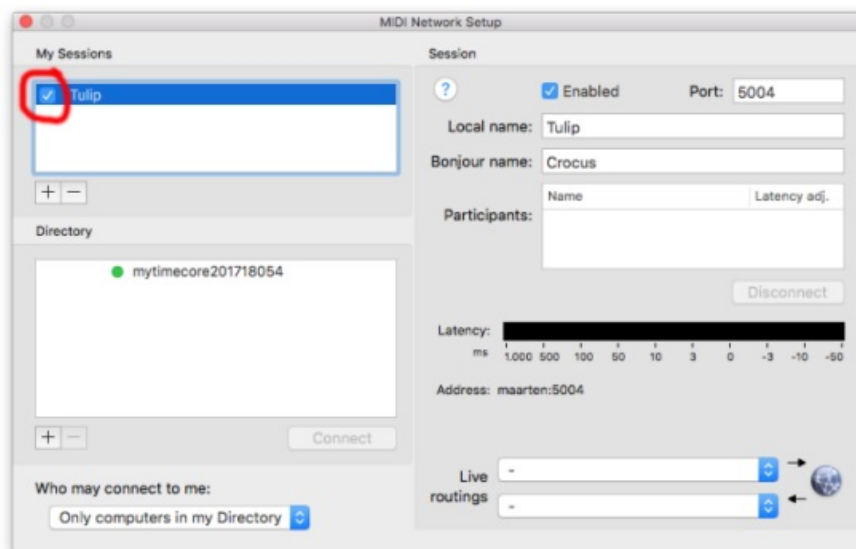 MIDI Network Setup
My Sessions
Tulip
+ −
Directory
mytimecore201718054
+ −
Connect
Who may connect to me:
Only computers in my Directory
Session
?
Enabled
Port: 5004
Local name: Tulip
Bonjour name: Crocus
Participants:
Name Latency adj.
Disconnect
Latency:
ms 1.000 500 100 50 10 3 0 -3 -10 -50
Address: maarten:5004
Live
routings
-
-